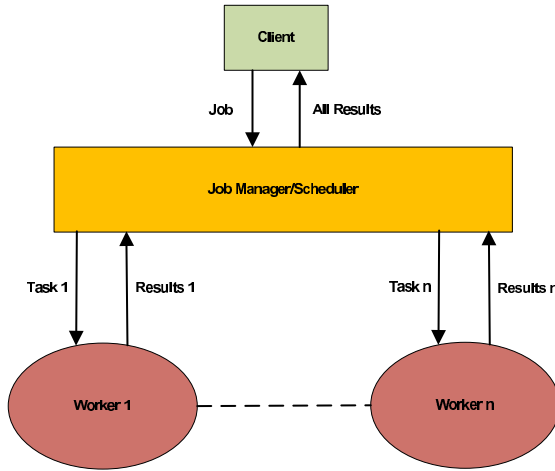 Client
Job
All Results
Job Manager/Scheduler
Task 1
Results 1
Task n
Results n
Worker 1
Worker n